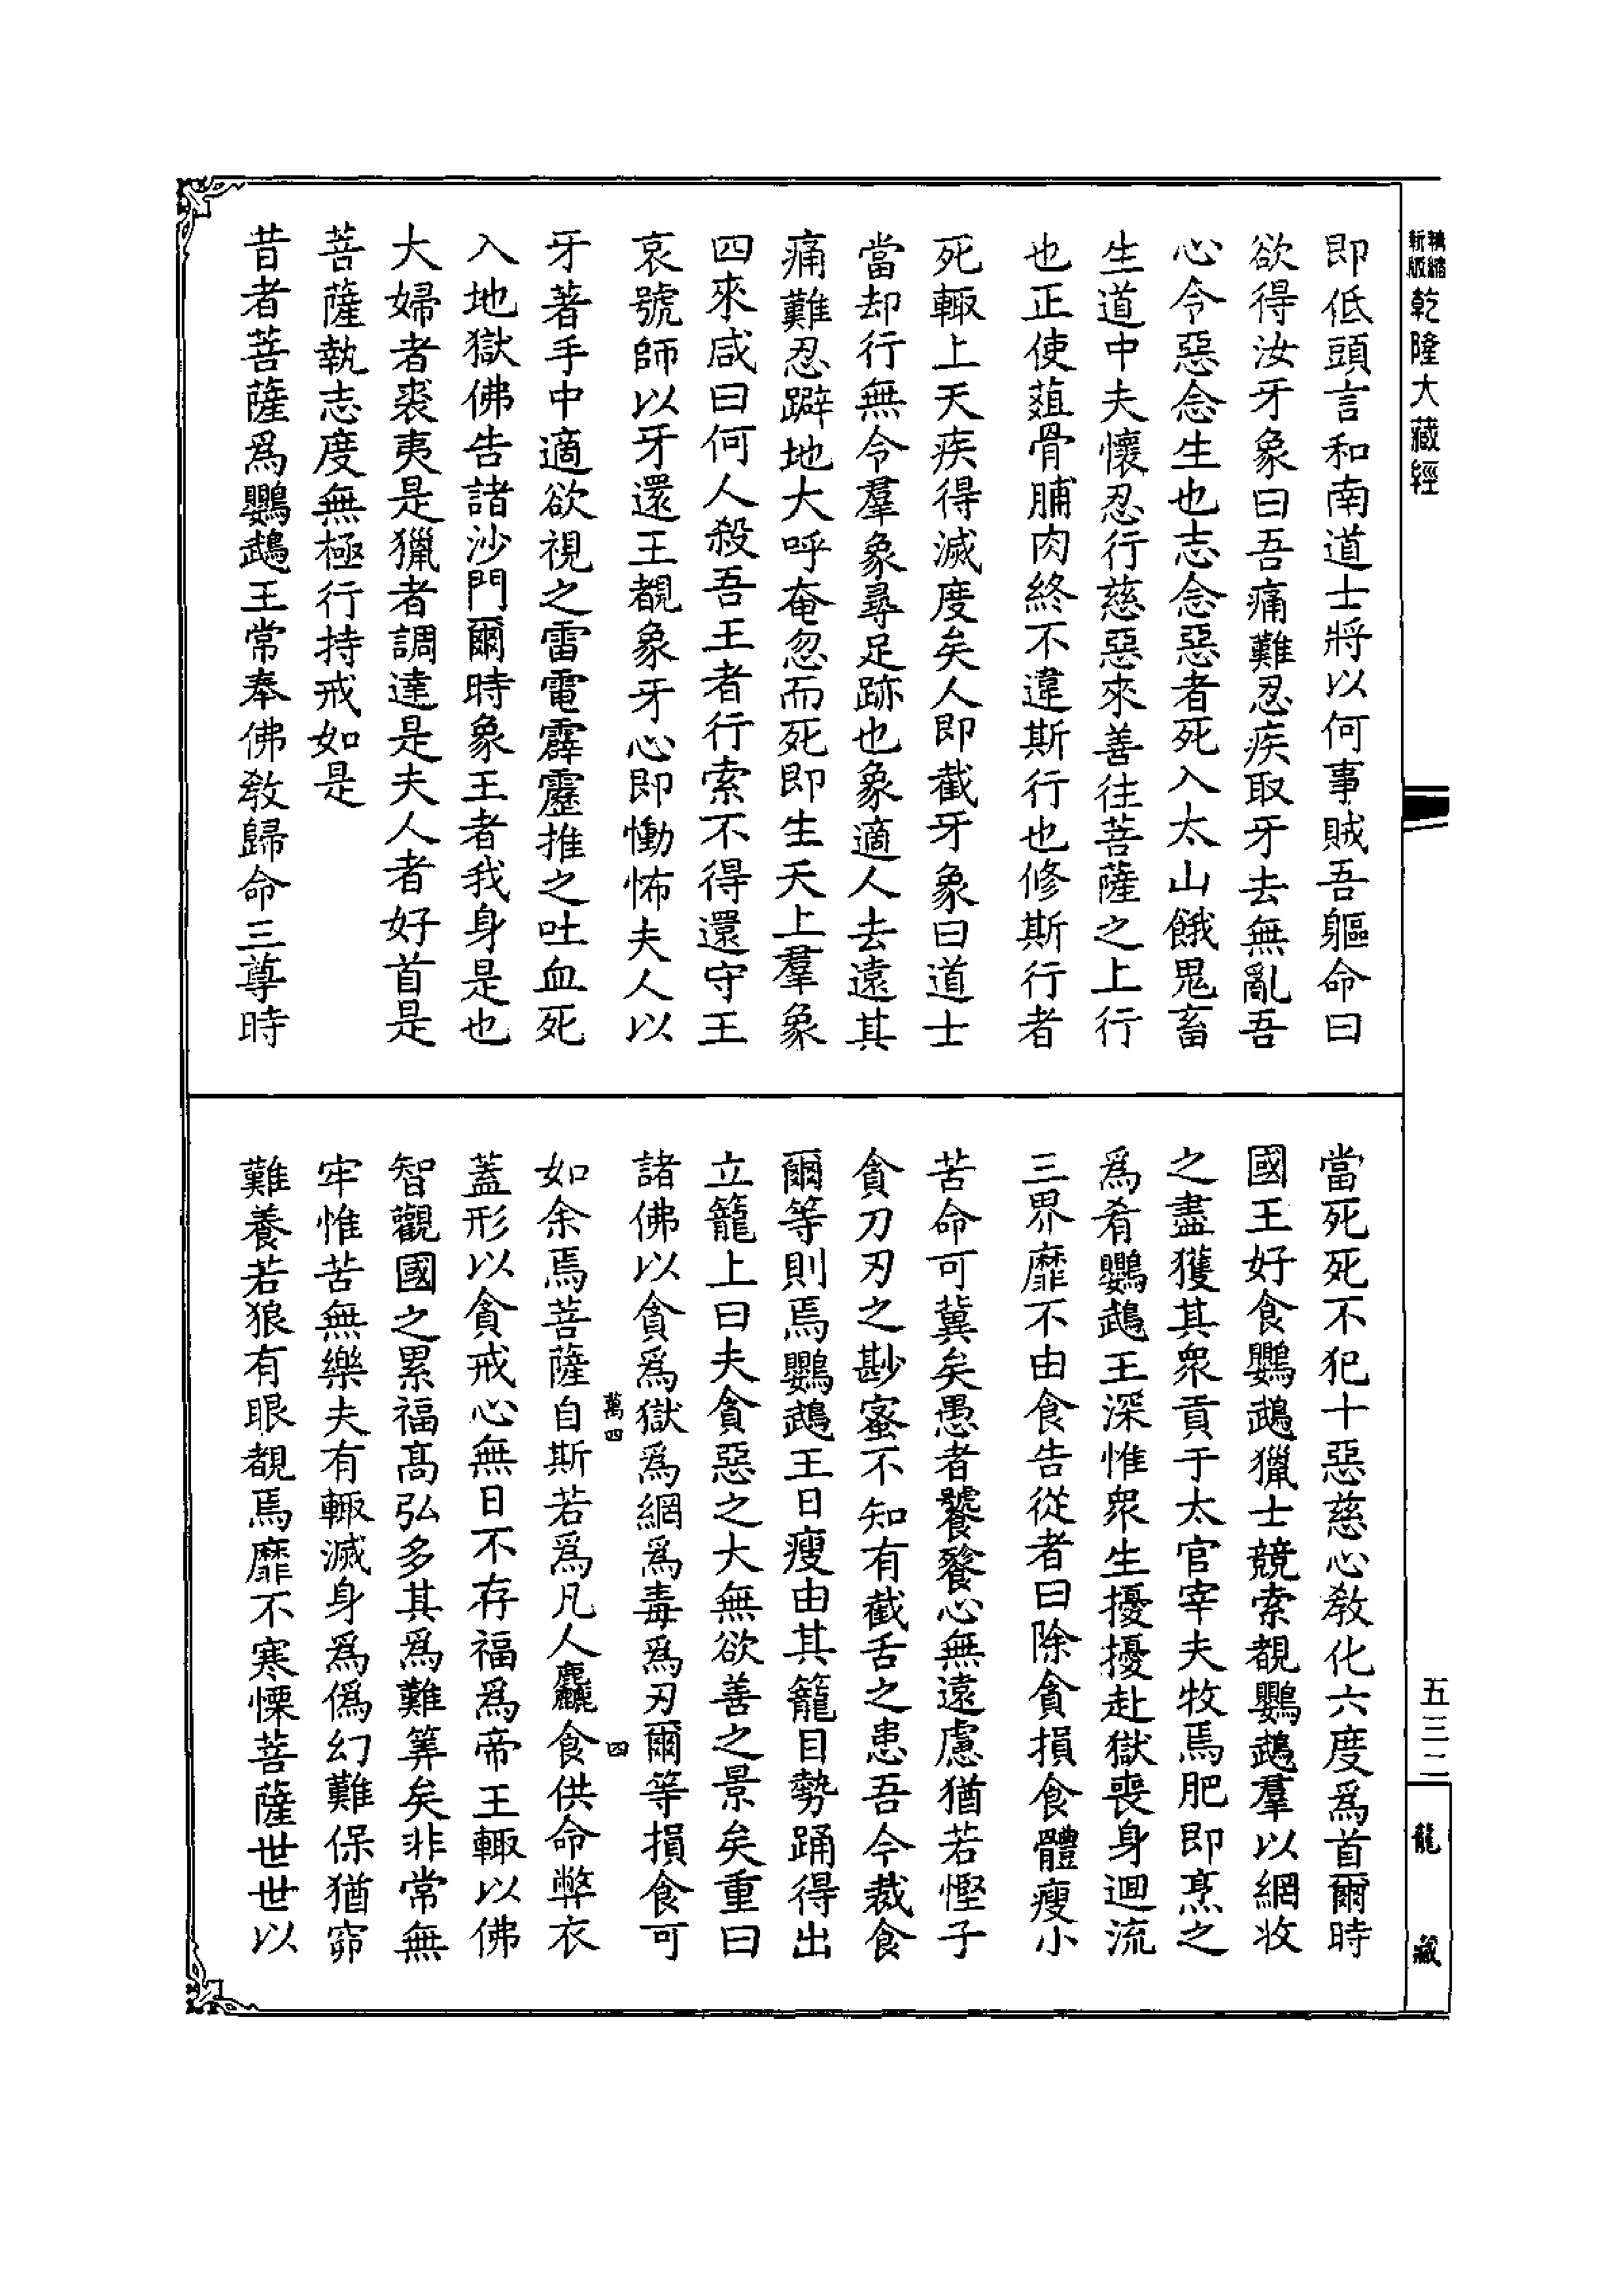 新版精縮乾隆大藏經
即低頭言和南道士將以何事賊吾軀命曰
欲得汝牙象曰吾痛難忍疾取牙去無亂吾
心令惡念生也志念惡者死入太山餓鬼畜
生道中夫懷忍行慈惡來善往菩薩之上行
也正使葅骨脯肉終不違斯行也修斯行者
死輙上天疾得滅度矣人即截牙象曰道士
當却行無令羣象尋足跡也象適人去遠其
痛難忍躃地大呼奄忽而死即生天上羣象
四來咸曰何人殺吾王者行索不得還守王
哀號師以牙還王覩象牙心即慟怖夫人以
牙著手中適欲視之雷電霹靂推之吐血死
入地獄佛告諸沙門爾時象王者我身是也
大婦者裘夷是獵者調達是夫人者好首是
菩薩執志度無極行持戒如是
昔者菩薩爲鸚鵡王常奉佛敎歸命三尊時
當死死不犯十惡慈心敎化六度爲首爾時
國王好食鸚鵡獵士競索覩鸚鵡羣以網收
之盡獲其衆貢于太官宰夫牧焉肥即烹之
爲肴鸚鵡王深惟衆生擾擾赴獄喪身迴流
三界靡不由食告從者曰除貪損食體瘦小
苦命可冀矣愚者饕餮心無遠慮猶若慳子
貪刀刃之尠蜜不知有截舌之患吾今裁食
爾等則焉鸚鵡王日瘦由其籠目勢踊得出
立籠上曰夫貪惡之大無欲善之景矣重曰
諸佛以貪爲獄爲網爲毒爲刃爾等損食可
萬四　四
如余焉菩薩自斯若爲凡人麤食供命弊衣
蓋形以貪戒心無日不存福爲帝王輙以佛
智觀國之累福高弘多其爲難筭矣非常無
牢惟苦無樂夫有輙滅身爲僞幻難保猶卵
難養若狼有眼覩焉靡不寒慄菩薩世世以
五三二
龍藏